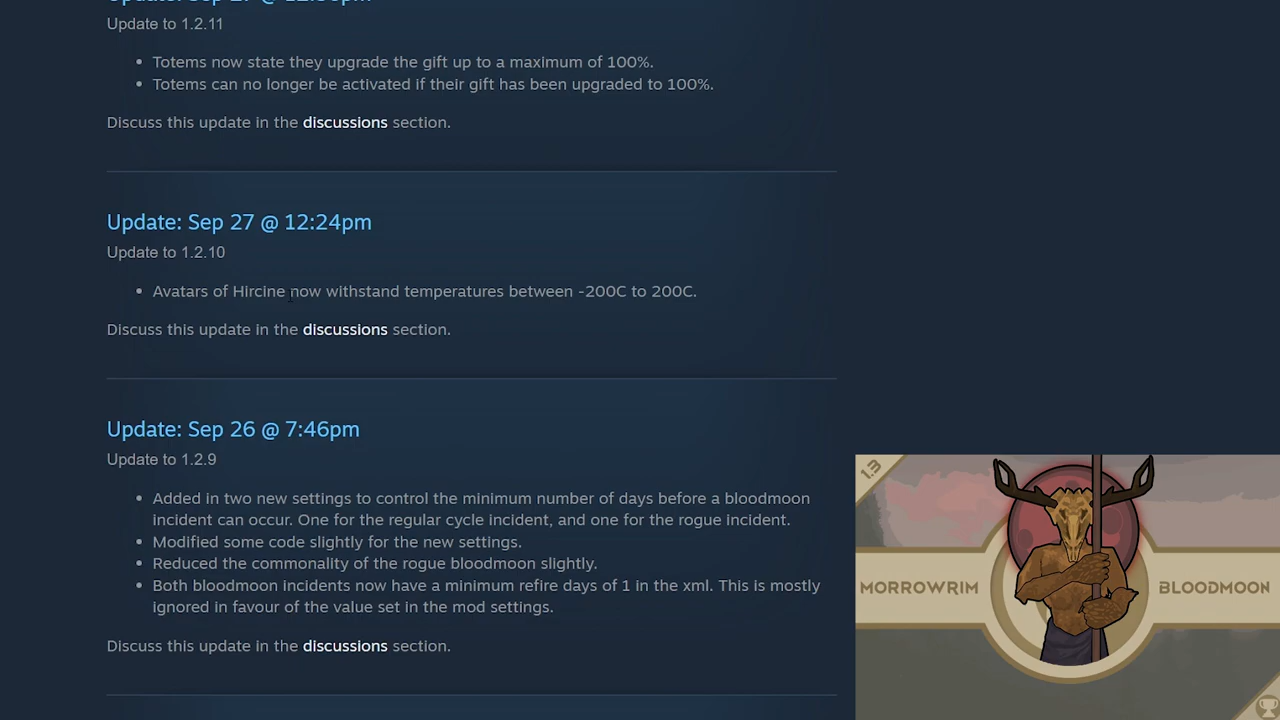 Update to 1.2.11
Totems now state they upgrade the gift up to a maximum of 100%.
Totems can no longer be activated if their gift has been upgraded to 100%.
Discuss this update in the discussions section.
Update: Sep 27 @ 12:24pm
Update to 1.2.10
Avatars of Hircine now withstand temperatures between -200C to 200C.
Discuss this update in the discussions section.
Update: Sep 26 @ 7:46pm
Update to 1.2.9
Added in two new settings to control the minimum number of days before a bloodmoon
incident can occur. One for the regular cycle incident, and one for the rogue incident.
Modified some code slightly for the new settings.
Reduced the commonality of the rogue bloodmoon slightly.
Both bloodmoon incidents now have a minimum refire days of 1 in the xml. This is mostly
ignored in favour of the value set in the mod settings.
Discuss this update in the discussions section.
1.3
MORROWRIM
BLOODMOON